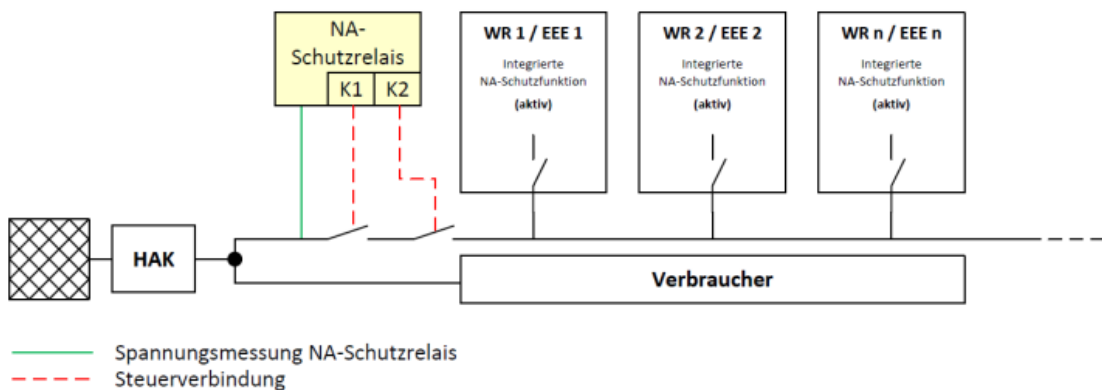 NA-
Schutzrelais
K1 K2
WR 1 / EEE 1
Integrierte
NA-Schutzfunktion
(aktiv)
WR 2 / EEE 2
Integrierte
NA-Schutzfunktion
(aktiv)
WR n / EEE n
Integrierte
NA-Schutzfunktion
(aktiv)
HAK
Verbraucher
Spannungsmessung NA-Schutzrelais
Steuerverbindung